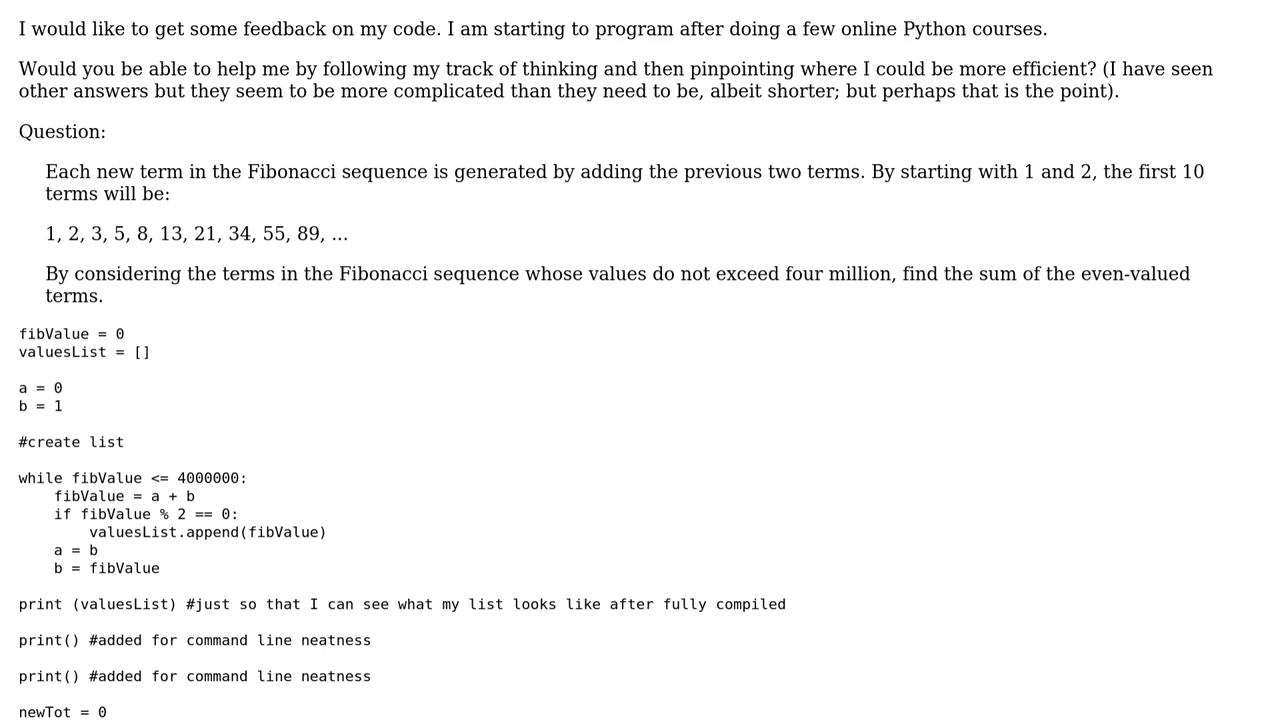 I would like to get some feedback on my code. I am starting to program after doing a few online Python courses.
Would you be able to help me by following my track of thinking and then pinpointing where I could be more efficient? (I have seen
other answers but they seem to be more complicated than they need to be, albeit shorter; but perhaps that is the point).
Question:
Each new term in the Fibonacci sequence is generated by adding the previous two terms. By starting with 1 and 2, the first 10
terms will be:
1, 2, 3, 5, 8, 13, 21, 34, 55, 89, ...
By considering the terms in the Fibonacci sequence whose values do not exceed four million, find the sum of the even-valued
terms.
fibValue = 0
valuesList = []
a = 0
b = 1
#create list
while fibValue <= 4000000:
    fibValue = a + b
    if fibValue % 2 == 0:
        valuesList.append(fibValue)
    a = b
    b = fibValue
print (valuesList) #just so that I can see what my list looks like after fully compiled
print() #added for command line neatness
print() #added for command line neatness
newTot = 0